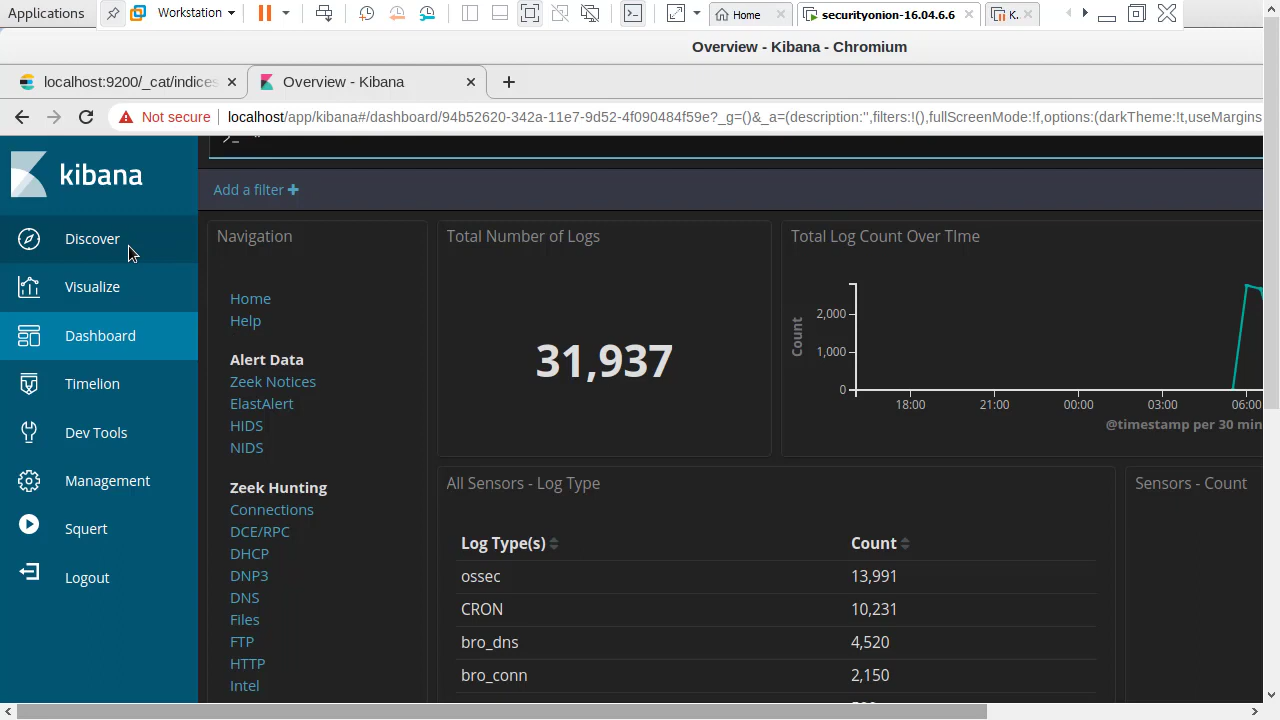 Applications
Workstation
Home
securityonion-16.04.6.6
K.
Overview - Kibana - Chromium
localhost:9200/_cat/indices
Overview - Kibana
Not secure
localhost/app/kibana#/dashboard/94b52620-342a-11e7-9d52-4f090484f59e?_g=()&_a=(description:'',filters:!(),fullScreenMode:!f,options:(darkTheme:!t,useMargins
kibana
Discover
Visualize
Dashboard
Timelion
Dev Tools
Management
Squert
Logout
Add a filter +
Navigation
Home
Help
Alert Data
Zeek Notices
ElastAlert
HIDS
NIDS
Zeek Hunting
Connections
DCE/RPC
DHCP
DNP3
DNS
Files
FTP
HTTP
Intel
Total Number of Logs
31,937
Total Log Count Over TIme
Count
2,000
1,000
0
18:00 21:00 00:00 03:00 06:00
@timestamp per 30 min
All Sensors - Log Type
Log Type(s) Count
ossec 13,991
CRON 10,231
bro_dns 4,520
bro_conn 2,150
Sensors - Count